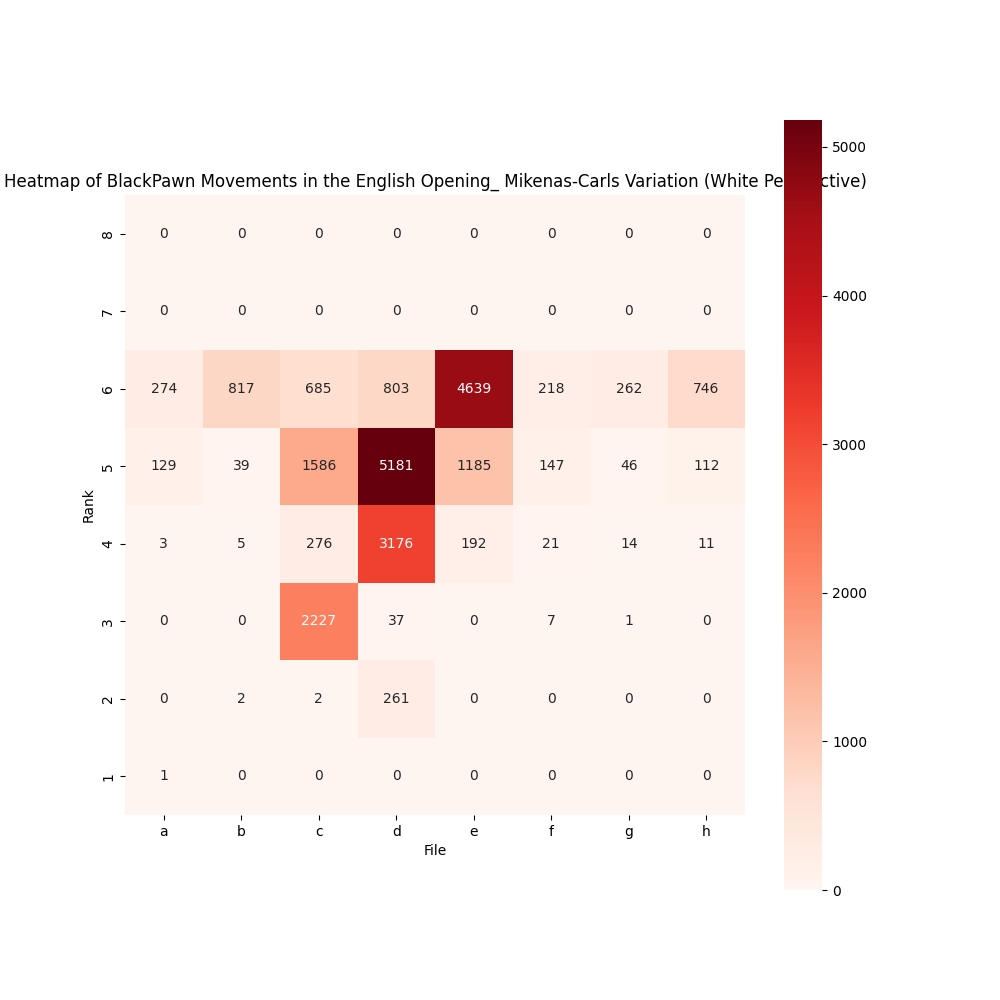 5000
Heatmap of BlackPawn Movements in the English Opening_ Mikenas-Carls Variation (White Pe ctive)
8 0 0 0 0 0 0 0 0
4000
7 0 0 0 0 0 0 0 0
6 274 817 685 803 4639 218 262 746
3000
5 129 39 1586 5181 1185 147 46 112
Rank
4 3 5 276 3176 192 21 14 11
2000
3 0 0 2227 37 0 7 1 0
2 0 2 2 261 0 0 0 0
1000
1 1 0 0 0 0 0 0 0
a b c d e f g h
File
0